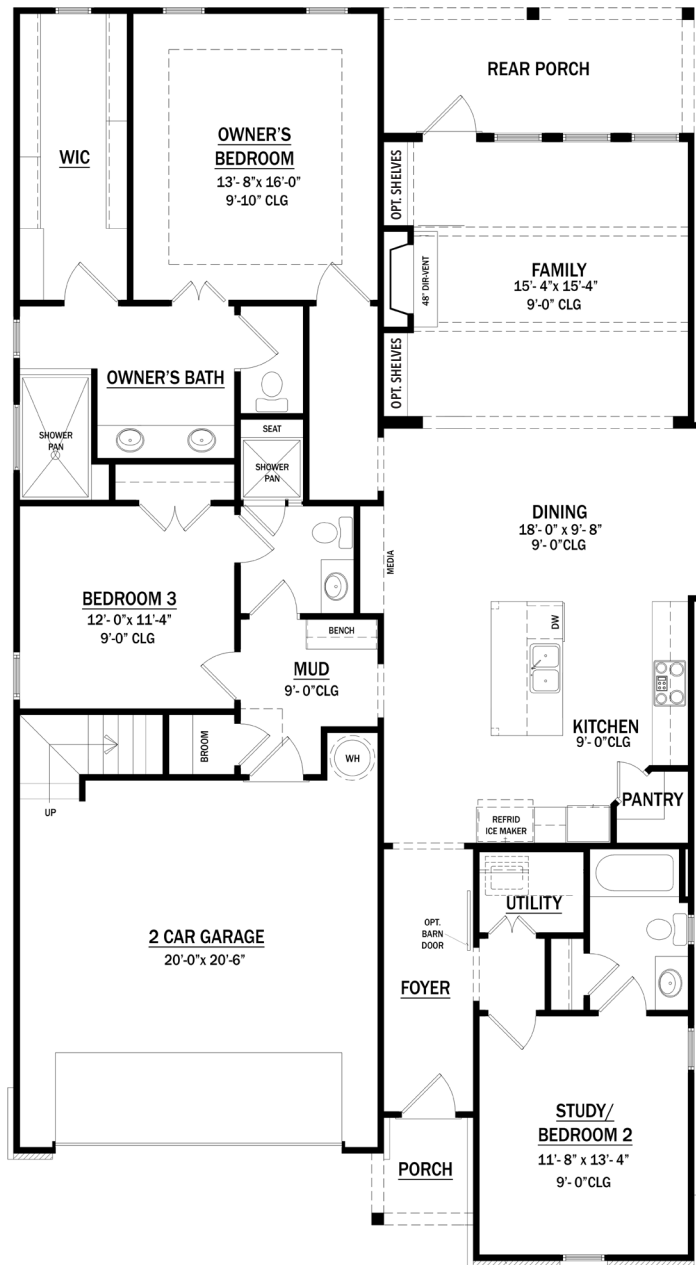 REAR PORCH
OWNER'S
BEDROOM
13'- 8" x 16'-0"
9'-10" CLG
WIC
OPT. SHELVES
FAMILY
15'- 4" x 15'-4"
9'-0" CLG
48" DIR-VENT
OPT. SHELVES
OWNER'S BATH
SEAT
SHOWER
PAN
SHOWER
PAN
DINING
18'- 0" x 9'- 8"
9'- 0"CLG
MEDIA
BEDROOM 3
12'- 0"x 11'-4"
9'-0" CLG
DW
BENCH
MUD
9'- 0"CLG
KITCHEN
9'- 0"CLG
BROOM
WH
PANTRY
UP
REFRID
ICE MAKER
UTILITY
2 CAR GARAGE
20'-0"x 20'-6"
OPT.
BARN
DOOR
FOYER
STUDY/
BEDROOM 2
11'- 8" x 13'- 4"
9'- 0"CLG
PORCH